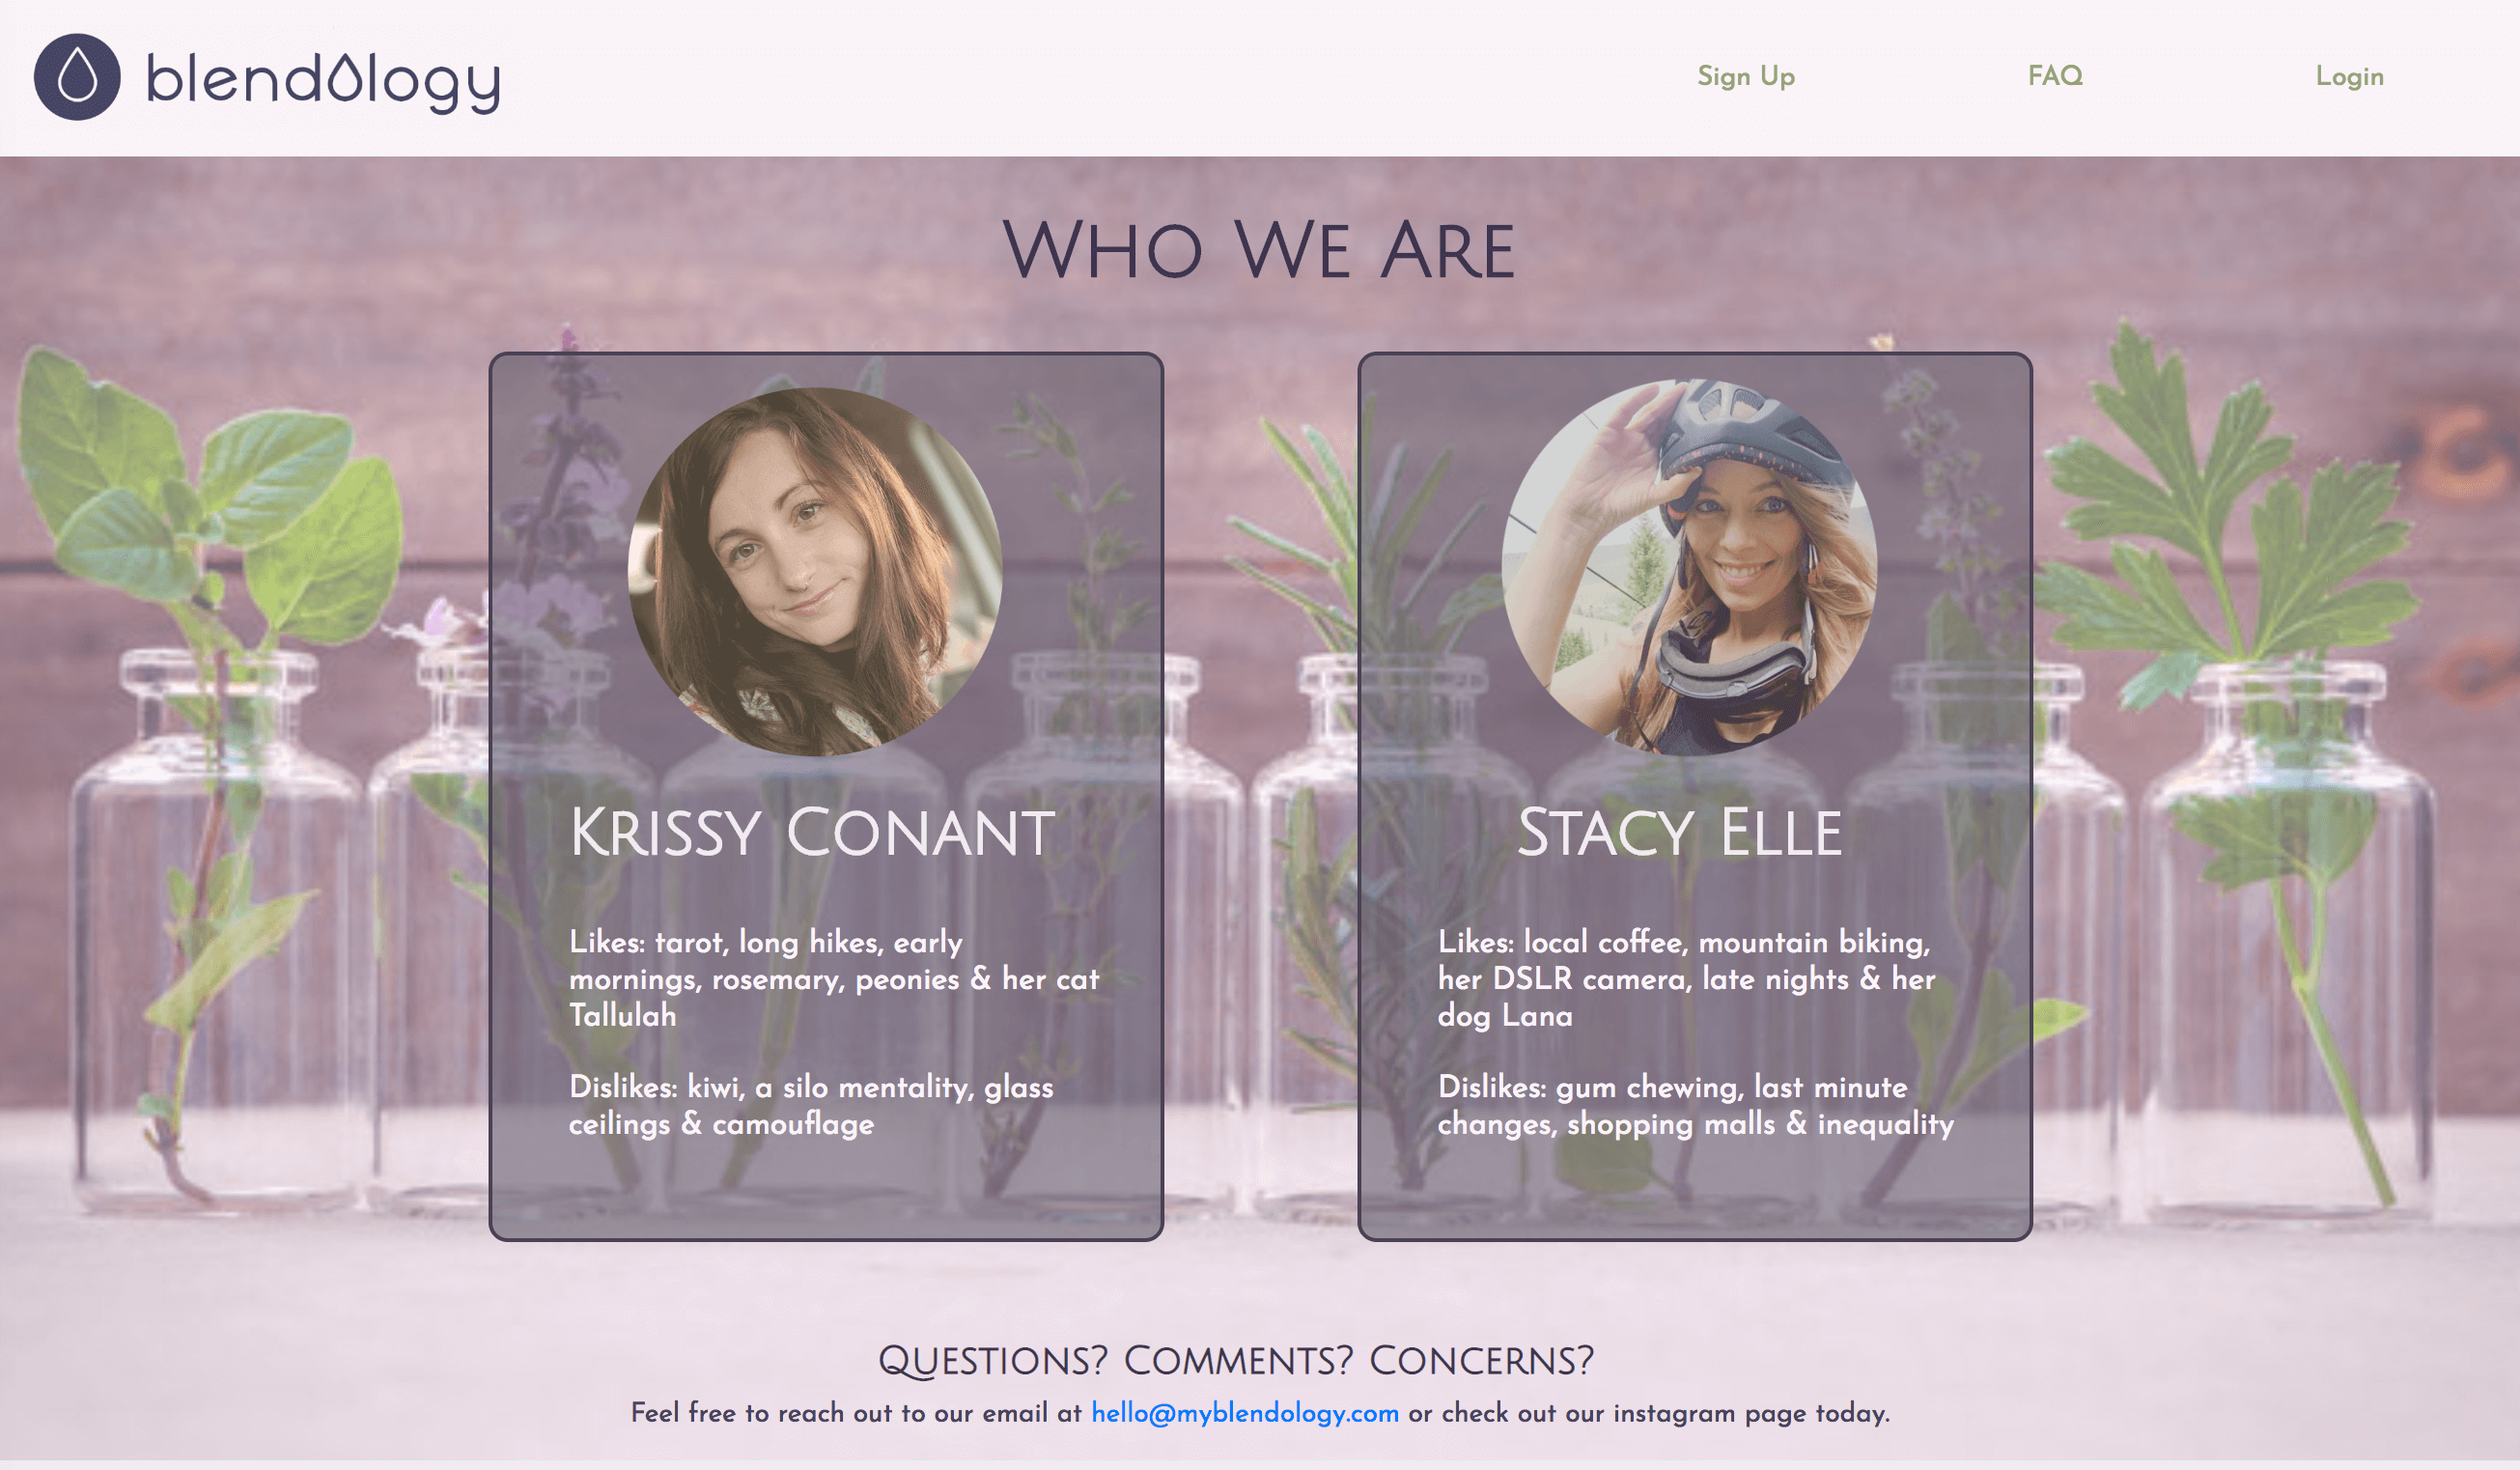 blendology
Sign Up
FAQ
Login
Who We Are
Krissy Conant
Likes: tarot, long hikes, early
mornings, rosemary, peonies & her cat
Tallulah
Dislikes: kiwi, a silo mentality, glass
ceilings & camouflage
Stacy Elle
Likes: local coffee, mountain biking,
her DSLR camera, late nights & her
dog Lana
Dislikes: gum chewing, last minute
changes, shopping malls & inequality
Questions? Comments? Concerns?
Feel free to reach out to our email at hello@myblendology.com or check out our instagram page today.